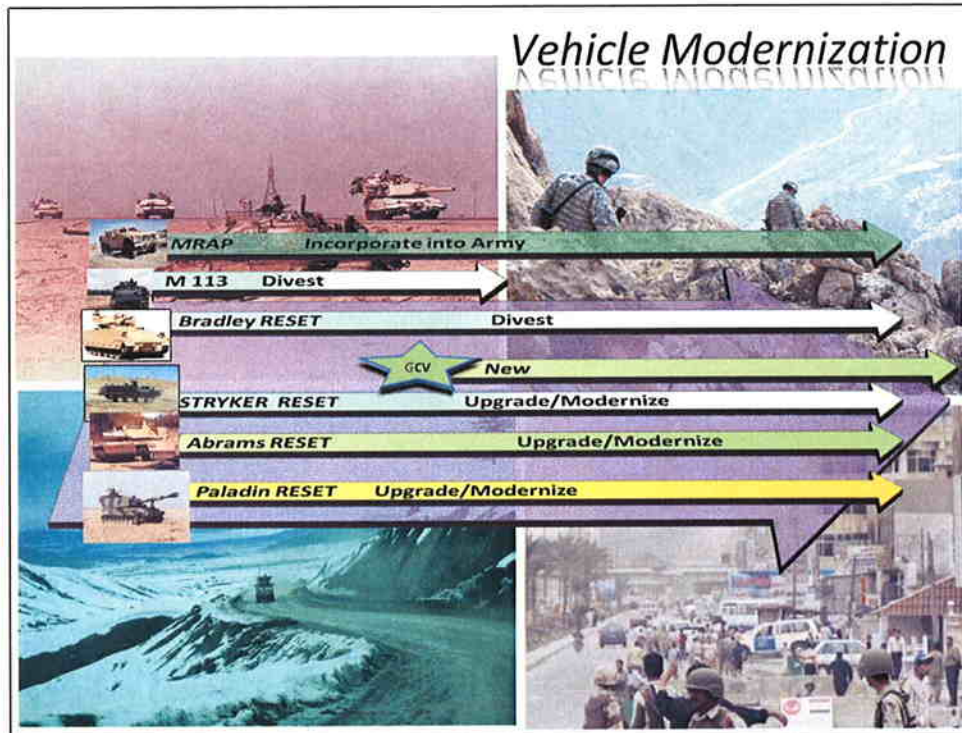 Vehicle Modernization
MRAP Incorporate into Army
M 113 Divest
Bradley RESET Divest
GCV New
STRYKER RESET Upgrade/Modernize
Abrams RESET Upgrade/Modernize
Paladin RESET Upgrade/Modernize